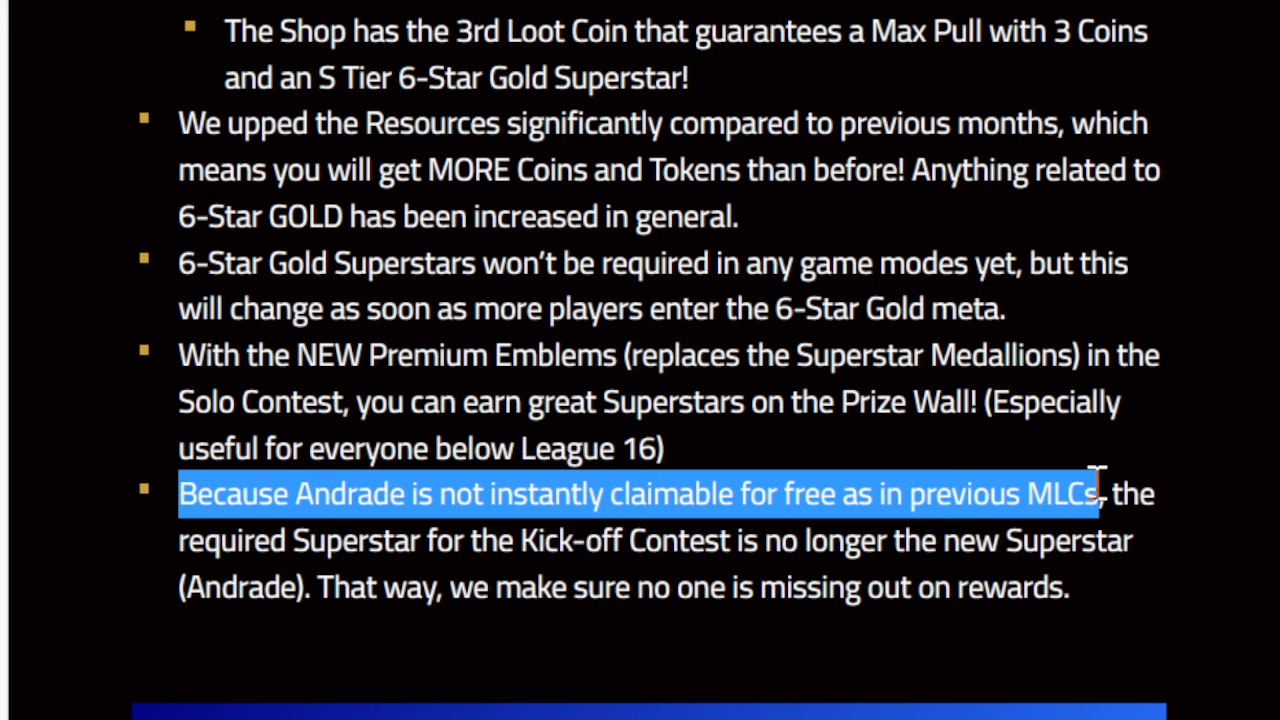 The Shop has the 3rd Loot Coin that guarantees a Max Pull with 3 Coins
and an S Tier 6-Star Gold Superstar!
We upped the Resources significantly compared to previous months, which
means you will get MORE Coins and Tokens than before! Anything related to
6-Star GOLD has been increased in general.
6-Star Gold Superstars won't be required in any game modes yet, but this
will change as soon as more players enter the 6-Star Gold meta.
With the NEW Premium Emblems (replaces the Superstar Medallions) in the
Solo Contest, you can earn great Superstars on the Prize Wall! (Especially
useful for everyone below League 16)
Because Andrade is not instantly claimable for free as in previous MLCs, the
required Superstar for the Kick-off Contest is no longer the new Superstar
(Andrade). That way, we make sure no one is missing out on rewards.